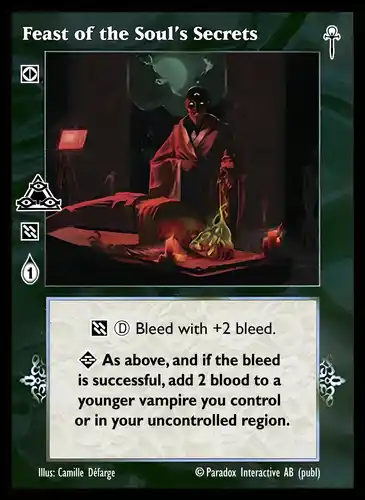 Feast of the Soul's Secrets
1
D Bleed with +2 bleed.
As above, and if the bleed
is successful, add 2 blood to a
younger vampire you control
or in your uncontrolled region.
Illus: Camille Défarge
© Paradox Interactive AB (publ)